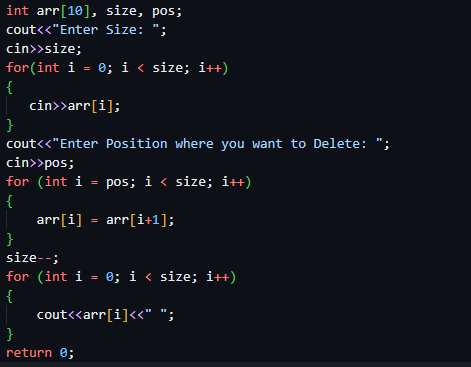 int arr[10], size, pos;
cout<<"Enter Size: ";
cin>>size;
for(int i = 0; i < size; i++)
{
   cin>>arr[i];
}
cout<<"Enter Position where you want to Delete: ";
cin>>pos;
for (int i = pos; i < size; i++)
{
    arr[i] = arr[i+1];
}
size--;
for (int i = 0; i < size; i++)
{
    cout<<arr[i]<<" ";
}
return 0;